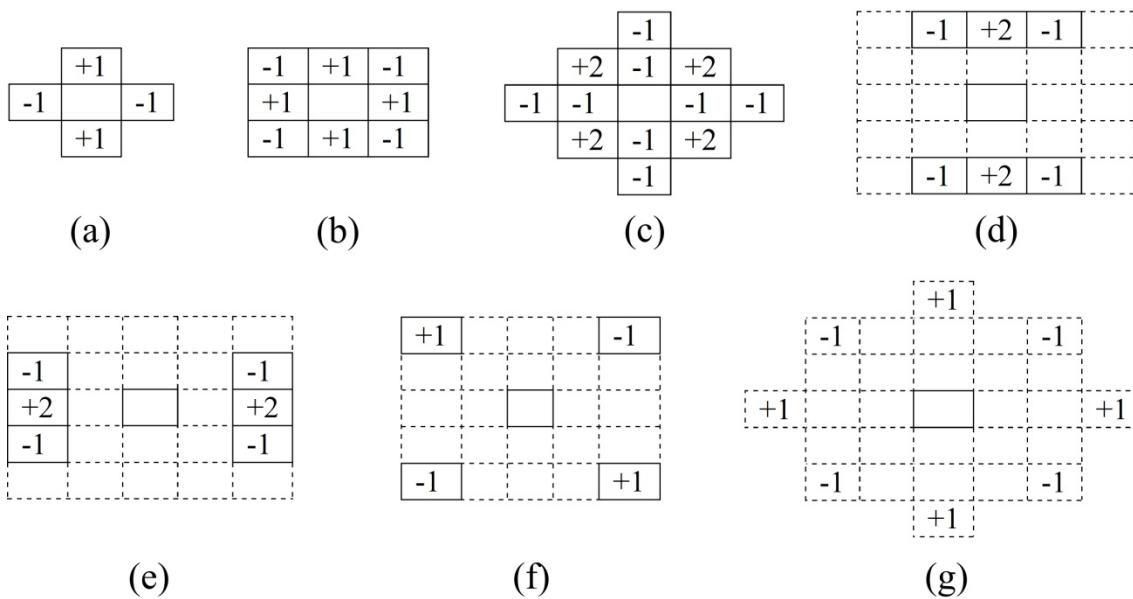 +1
-1 -1
+1
(a)
-1 +1 -1
+1 +1
-1 +1 -1
(b)
-1
+2 -1 +2
-1 -1 -1 -1
+2 -1 +2
-1
(c)
-1 +2 -1
-1 +2 -1
(d)
-1 -1
+2 +2
-1 -1
(e)
+1 -1
-1 +1
(f)
+1
-1 -1
+1 +1
-1 -1
+1
(g)